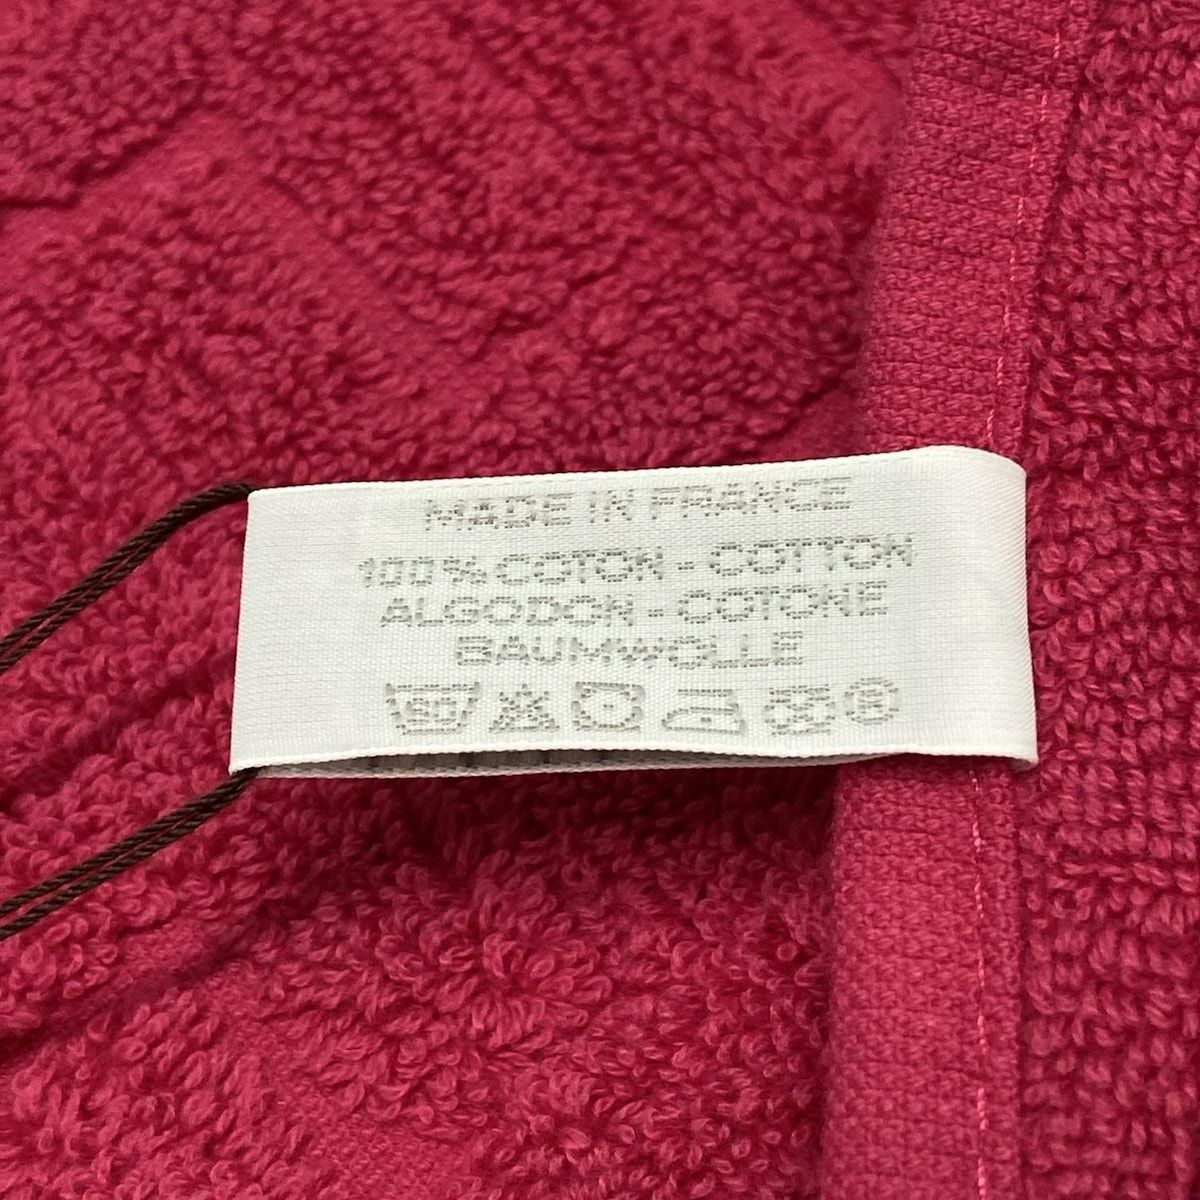 MADE IN FRANCE
100% COTON - COTTON
ALGODON - COTONE
BAUMWOLLE
®